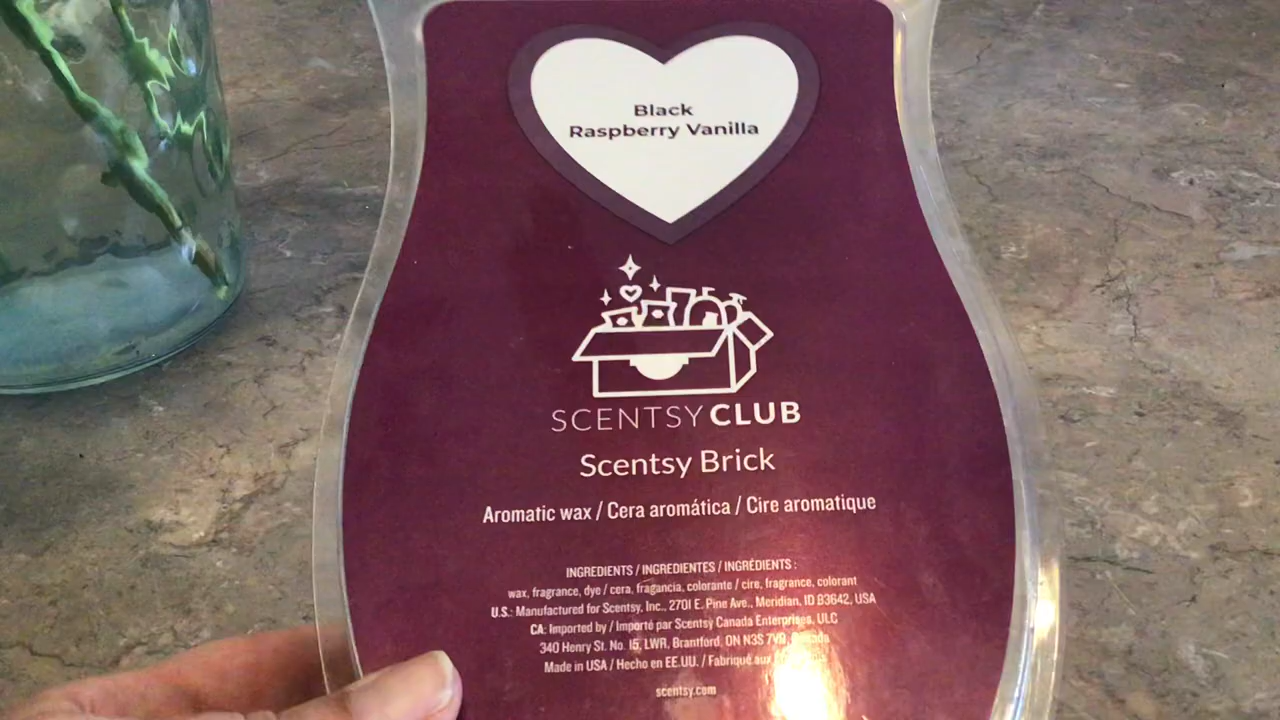 Black
Raspberry Vanilla
SCENTSY CLUB
Scentsy Brick
Aromatic wax / Cera aromática / Cire aromatique
INGREDIENTS / INGREDIENTES / INGRÉDIENTS :
wax, fragrance, dye / cera, fragancia, colorante / cire, fragrance, colorant
U.S.: Manufactured for Scentsy, Inc., 2701 E. Pine Ave., Meridian, ID 83642, USA
CA: Imported by / Importé par Scentsy Canada Enterprises, ULC
340 Henry St. No. 15, LWR, Brantford, ON N3S 7V9, Canada
Made in USA / Hecho en EE.UU. / Fabriqué aux
scentsy.com